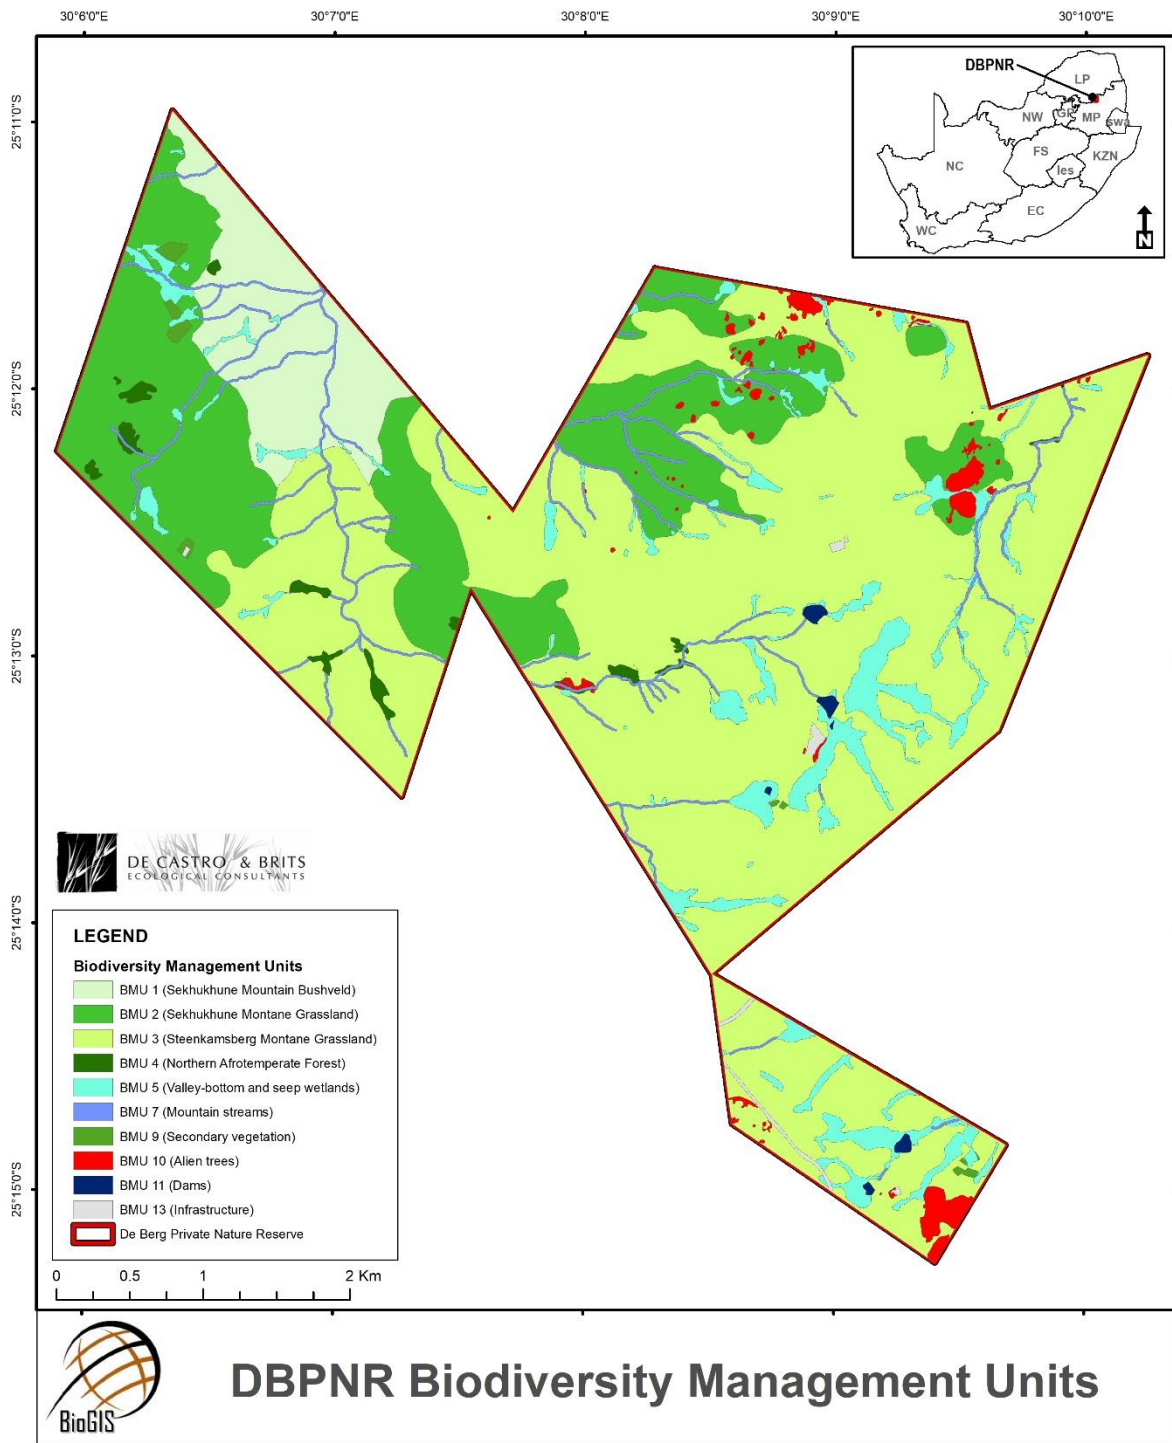 30°6'0"E 30°7'0"E 30°8'0"E 30°9'0"E 30°10'0"E
DBPNR
LP
NW
GP
MP
swa
FS
KZN
NC
les
EC
WC
N
25°11'0"S
25°12'0"S
25°13'0"S
25°14'0"S
25°15'0"S
DE CASTRO & BRITS
ECOLOGICAL CONSULTANTS
LEGEND
Biodiversity Management Units
BMU 1 (Sekhukhune Mountain Bushveld)
BMU 2 (Sekhukhune Montane Grassland)
BMU 3 (Steenkamsberg Montane Grassland)
BMU 4 (Northern Afrotemperate Forest)
BMU 5 (Valley-bottom and seep wetlands)
BMU 7 (Mountain streams)
BMU 9 (Secondary vegetation)
BMU 10 (Alien trees)
BMU 11 (Dams)
BMU 13 (Infrastructure)
De Berg Private Nature Reserve
0 0.5 1 2 Km
BioGIS
DBPNR Biodiversity Management Units